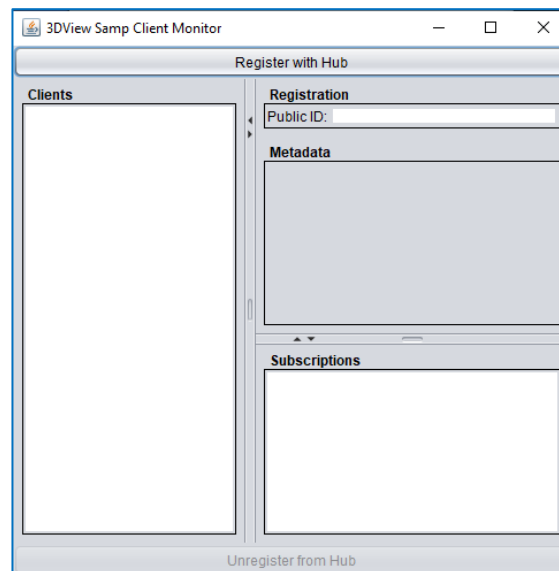 3DView Samp Client Monitor
Register with Hub
Clients
Registration
Public ID:
Metadata
Subscriptions
Unregister from Hub